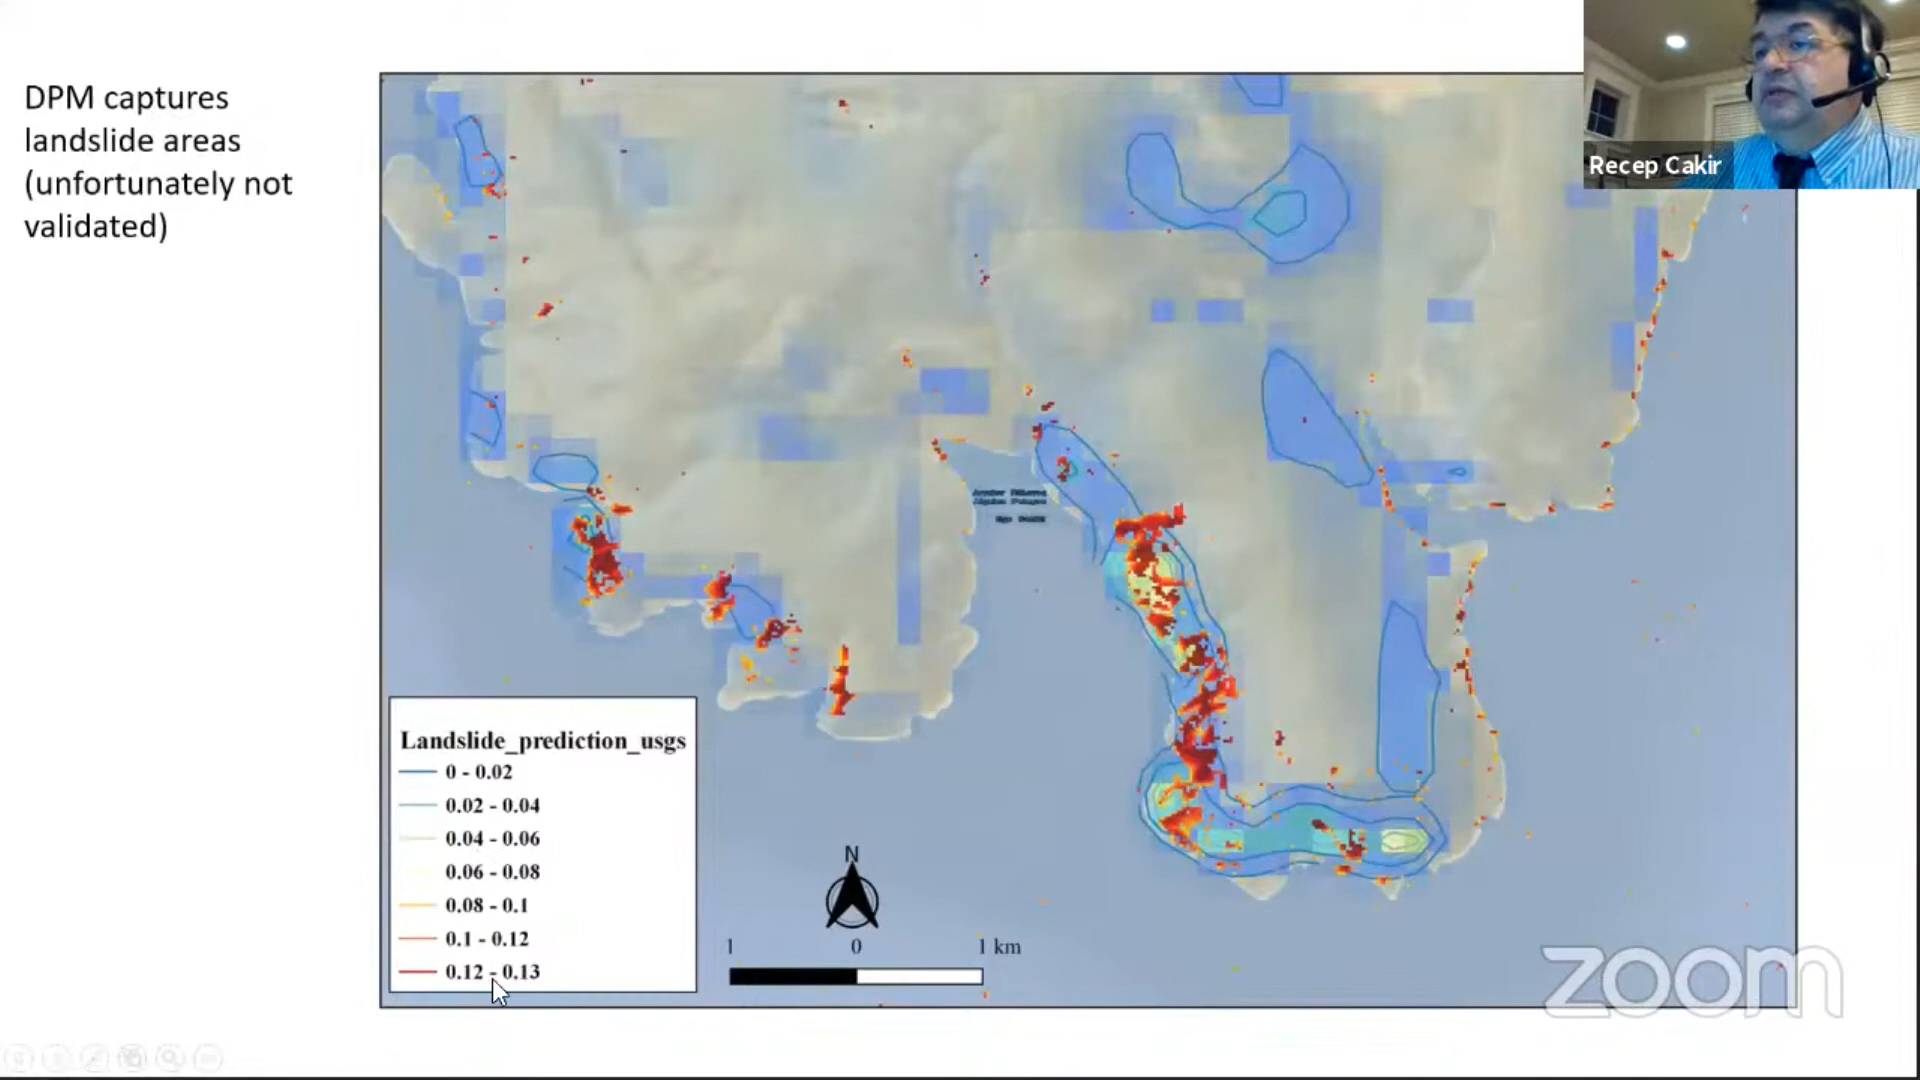 DPM captures
landslide areas
(unfortunately not
validated)
Recep Cakir
Landslide_prediction_usgs
0 - 0.02
0.02 - 0.04
0.04 - 0.06
0.06 - 0.08
0.08 - 0.1
0.1 - 0.12
0.12 - 0.13
N
1 0 1 km
zoom